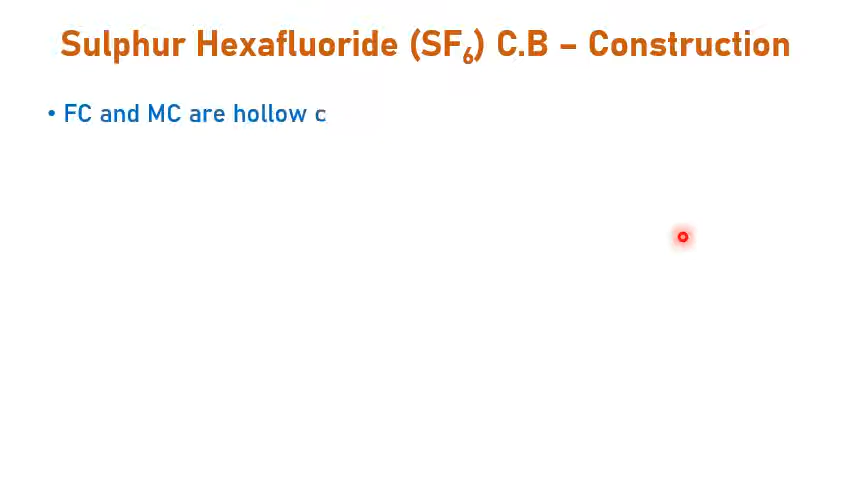 Sulphur Hexafluoride (SF₆) C.B – Construction
• FC and MC are hollow c